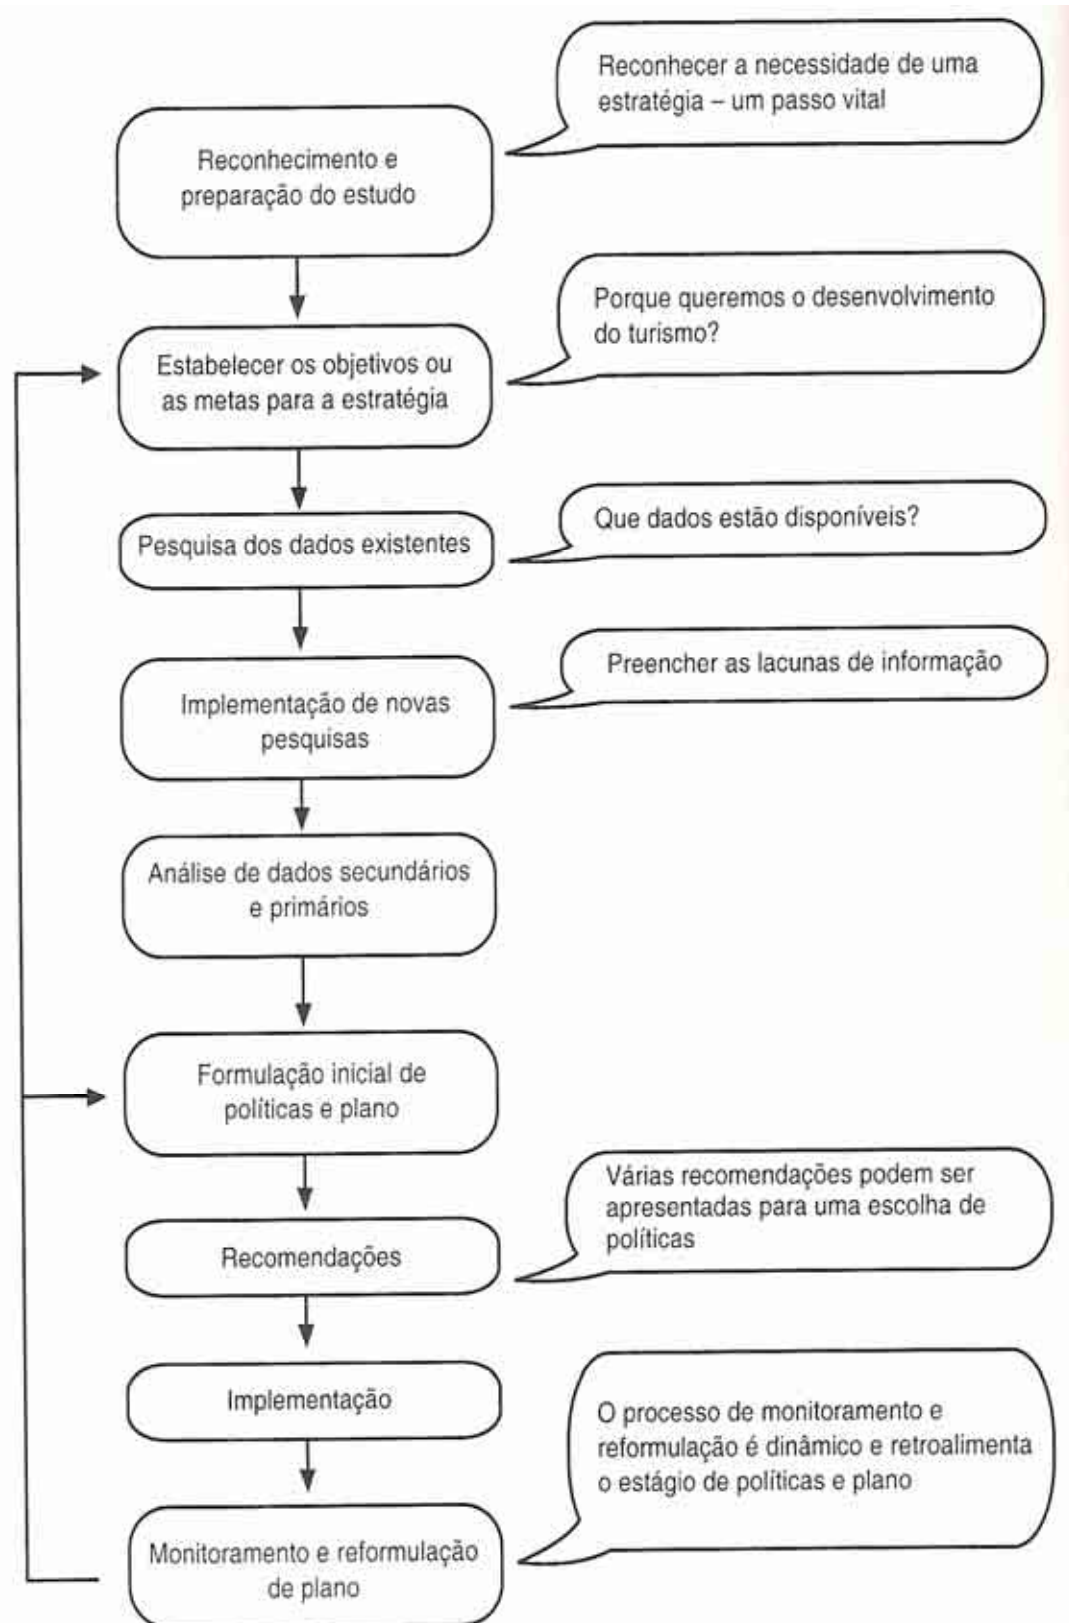 Reconhecer a necessidade de uma
estratégia – um passo vital
Reconhecimento e
preparação do estudo
Porque queremos o desenvolvimento
do turismo?
Estabelecer os objetivos ou
as metas para a estratégia
Que dados estão disponíveis?
Pesquisa dos dados existentes
Preencher as lacunas de informação
Implementação de novas
pesquisas
Análise de dados secundários
e primários
Formulação inicial de
políticas e plano
Várias recomendações podem ser
apresentadas para uma escolha de
políticas
Recomendações
Implementação
O processo de monitoramento e
reformulação é dinâmico e retroalimenta
o estágio de políticas e plano
Monitoramento e reformulação
de plano